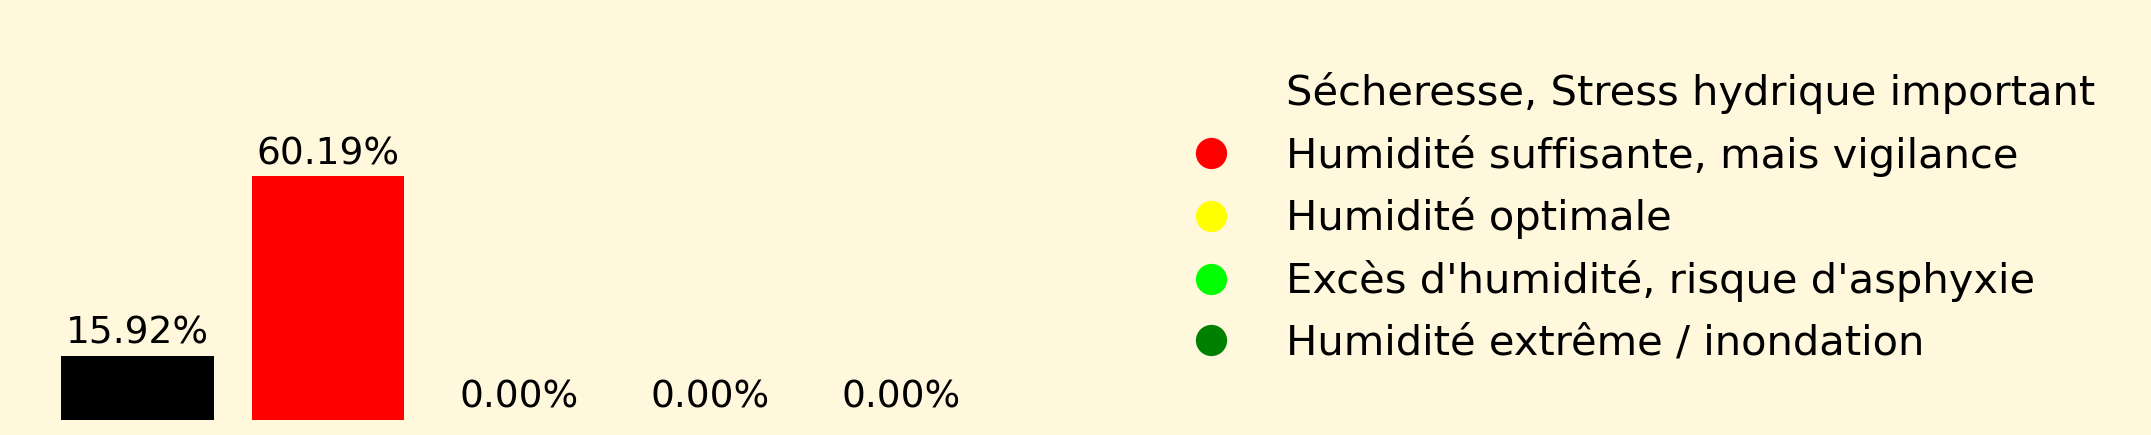 60.19%
15.92%
0.00%
0.00%
0.00%
Sécheresse, Stress hydrique important
Humidité suffisante, mais vigilance
Humidité optimale
Excès d'humidité, risque d'asphyxie
Humidité extrême / inondation